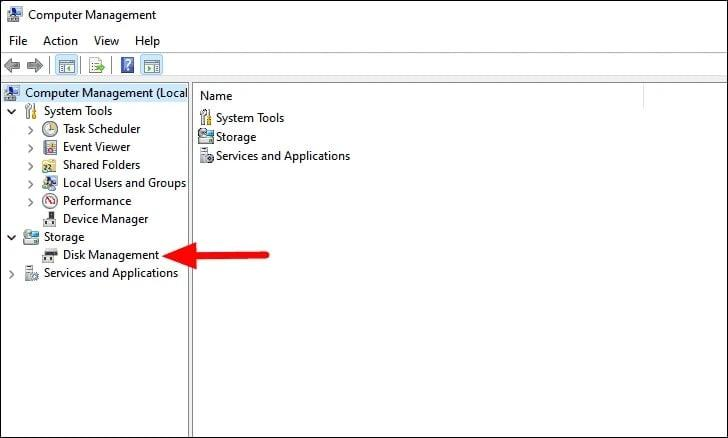 Computer Management
File Action View Help
Computer Management (Local
System Tools
Task Scheduler
Event Viewer
Shared Folders
Local Users and Groups
Performance
Device Manager
Storage
Disk Management
Services and Applications
Name
System Tools
Storage
Services and Applications